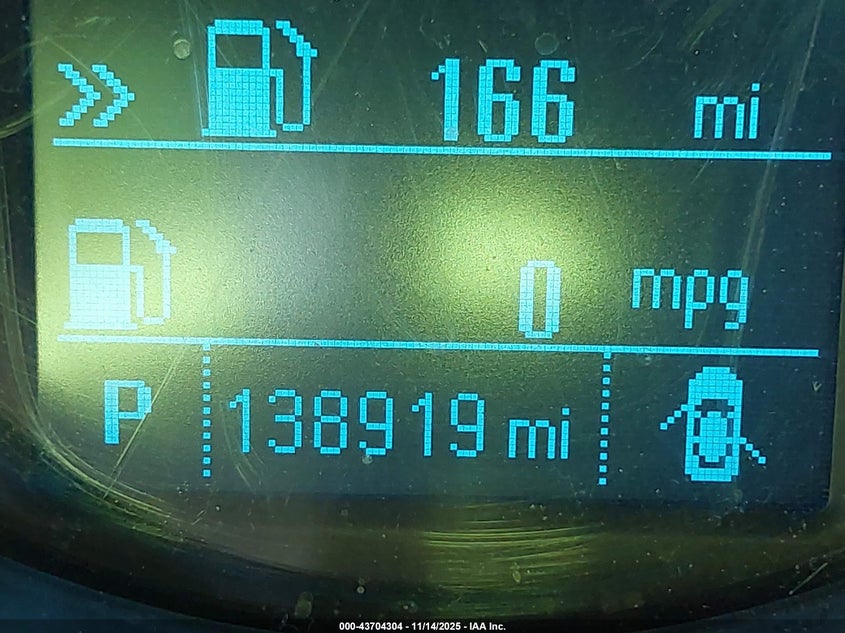 166 mi
0 mpg
P 138919 mi
000-43704304 - 11/14/2025 - IAA Inc.